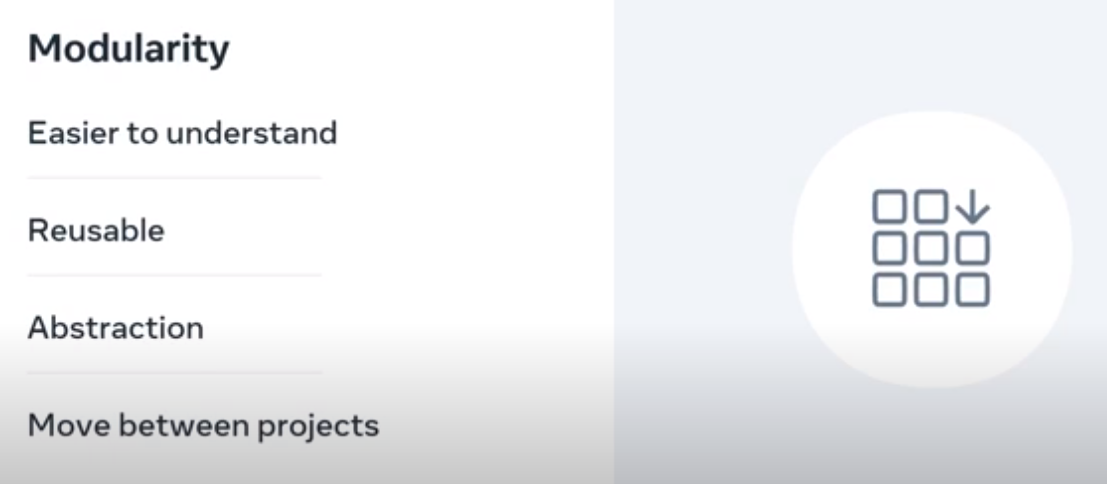 Modularity
Easier to understand
Reusable
Abstraction
Move between projects